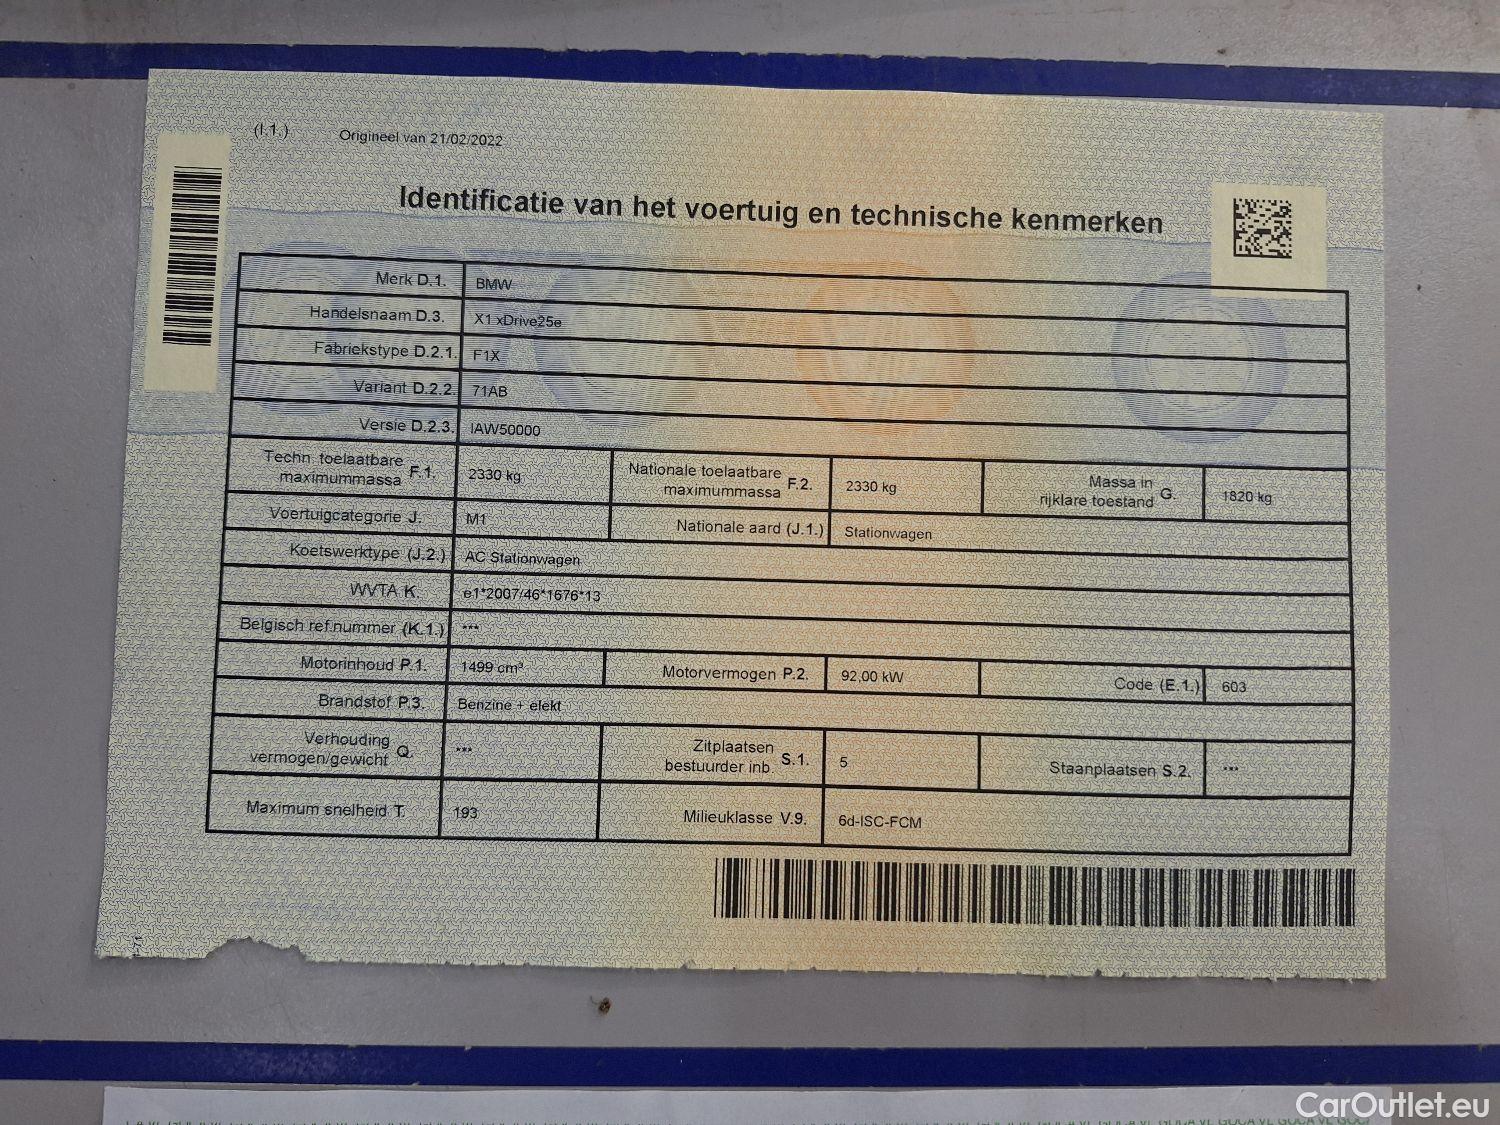 (I.1.) Origineel van 21/02/2022
Identificatie van het voertuig en technische kenmerken
Merk D.1. BMW
Handelsnaam D.3. X1 xDrive25e
Fabriekstype D.2.1. F1X
Variant D.2.2. 71AB
Versie D.2.3. IAW50000
Techn. toelaatbare maximummassa F.1. 2330 kg Nationale toelaatbare maximummassa F.2. 2330 kg Massa in rijklare toestand G. 1820 kg
Voertuigcategorie J. M1 Nationale aard (J.1.) Stationwagen
Koetswerktype (J.2.) AC Stationwagen
WVTA K. e1*2007/46*1676*13
Belgisch ref.nummer (K.1.) ***
Motorinhoud P.1. 1499 cm³ Motorvermogen P.2. 92,00 kW Code (E.1.) 603
Brandstof P.3. Benzine + elekt
Verhouding vermogen/gewicht Q. *** Zitplaatsen bestuurder inb. S.1. 5 Staanplaatsen S.2. ***
Maximum snelheid T. 193 Milieuklasse V.9. 6d-ISC-FCM
CarOutlet.eu